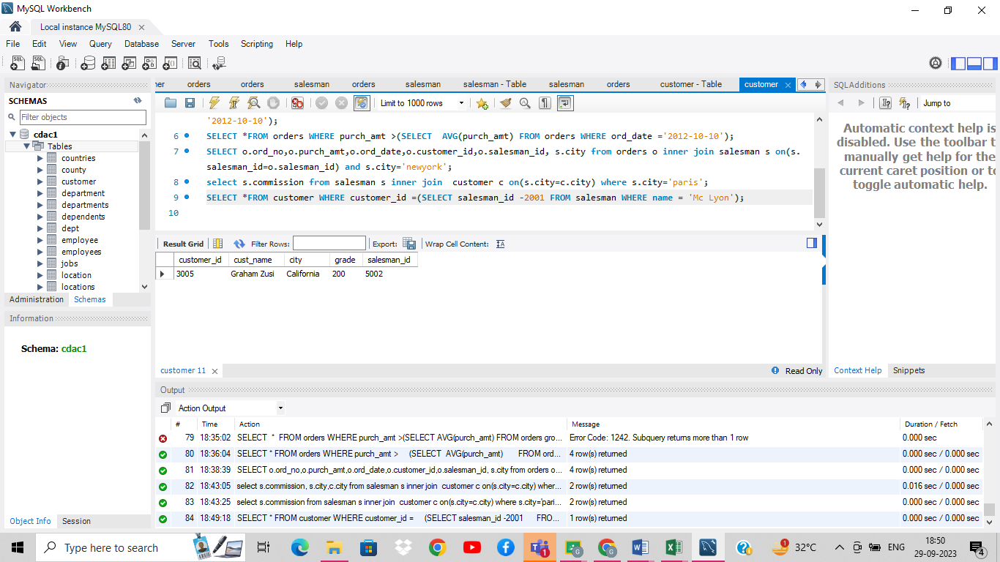 MySQL Workbench
Local instance MySQL80
File Edit View Query Database Server Tools Scripting Help
Navigator
SCHEMAS
Filter objects
cdac1
Tables
countries
county
customer
department
departments
dependents
dept
employee
employees
jobs
location
locations
Administration Schemas
Information
Schema: cdac1
Object Info Session
ner orders orders salesman orders salesman salesman - Table salesman orders customer - Table customer
Limit to 1000 rows
'2012-10-10');
6 SELECT *FROM orders WHERE purch_amt >(SELECT AVG(purch_amt) FROM orders WHERE ord_date ='2012-10-10');
7 SELECT o.ord_no,o.purch_amt,o.ord_date,o.customer_id,o.salesman_id, s.city from orders o inner join salesman s on(s.
salesman_id=o.salesman_id) and s.city='newyork';
8 select s.commission from salesman s inner join customer c on(s.city=c.city) where s.city='paris';
9 SELECT *FROM customer WHERE customer_id =(SELECT salesman_id -2001 FROM salesman WHERE name = 'Mc Lyon');
10
Result Grid Filter Rows: Export: Wrap Cell Content:
customer_id cust_name city grade salesman_id
3005 Graham Zusi California 200 5002
customer 11
Read Only
SQLAdditions
Jump to
Automatic context help is
disabled. Use the toolbar t
manually get help for the
current caret position or to
toggle automatic help.
Context Help Snippets
Output
Action Output
# Time Action Message Duration / Fetch
79 18:35:02 SELECT * FROM orders WHERE purch_amt >(SELECT AVG(purch_amt) FROM orders gro... Error Code: 1242. Subquery returns more than 1 row 0.000 sec
80 18:36:04 SELECT * FROM orders WHERE purch_amt > (SELECT AVG(purch_amt) FROM ord... 4 row(s) returned 0.000 sec / 0.000 sec
81 18:38:39 SELECT o.ord_no,o.purch_amt,o.ord_date,o.customer_id,o.salesman_id, s.city from orders o... 4 row(s) returned 0.000 sec / 0.000 sec
82 18:43:05 select s.commission, s.city,c.city from salesman s inner join customer c on(s.city=c.city) wher... 2 row(s) returned 0.016 sec / 0.000 sec
83 18:43:25 select s.commission from salesman s inner join customer c on(s.city=c.city) where s.city='pari... 2 row(s) returned 0.000 sec / 0.000 sec
84 18:49:18 SELECT * FROM customer WHERE customer_id = (SELECT salesman_id -2001 FRO... 1 row(s) returned 0.000 sec / 0.000 sec
Type here to search
32°C
ENG
18:50
29-09-2023
4